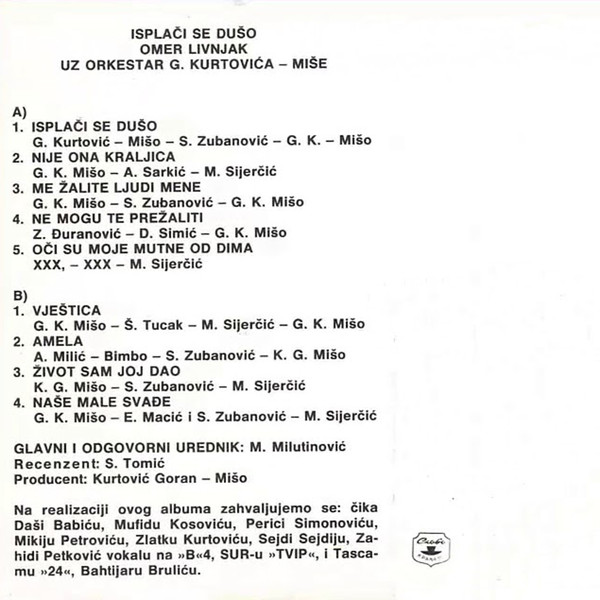 ISPLAČI SE DUŠO
OMER LIVNJAK
UZ ORKESTAR G. KURTOVIĆA – MIŠE
A)
1. ISPLAČI SE DUŠO
G. Kurtović – Mišo – S. Zubanović – G. K. – Mišo
2. NIJE ONA KRALJICA
G. K. Mišo – A. Sarkić – M. Sijerčić
3. ME ŽALITE LJUDI MENE
G. K. Mišo – S. Zubanović – G. K. Mišo
4. NE MOGU TE PREŽALITI
Z. Đuranović – D. Simić – G. K. Mišo
5. OČI SU MOJE MUTNE OD DIMA
XXX, – XXX – M. Sijerčić
B)
1. VJEŠTICA
G. K. Mišo – Š. Tucak – M. Sijerčić – G. K. Mišo
2. AMELA
A. Milić – Bimbo – S. Zubanović – K. G. Mišo
3. ŽIVOT SAM JOJ DAO
K. G. Mišo – S. Zubanović – M. Sijerčić
4. NAŠE MALE SVAĐE
G. K. Mišo – E. Macić i S. Zubanović – M. Sijerčić
GLAVNI I ODGOVORNI UREDNIK: M. Milutinović
Recenzent: S. Tomić
Producent: Kurtović Goran – Mišo
Na realizaciji ovog albuma zahvaljujemo se: čika
Daši Babiću, Mufidu Kosoviću, Perici Simonoviću,
Mikiju Petroviću, Zlatku Kurtoviću, Sejdi Sejdiju, Za-
hidi Petković vokalu na »B«4, SUR-u »TVIP«, i Tasca-
mu »24«, Bahtijaru Bruliću.